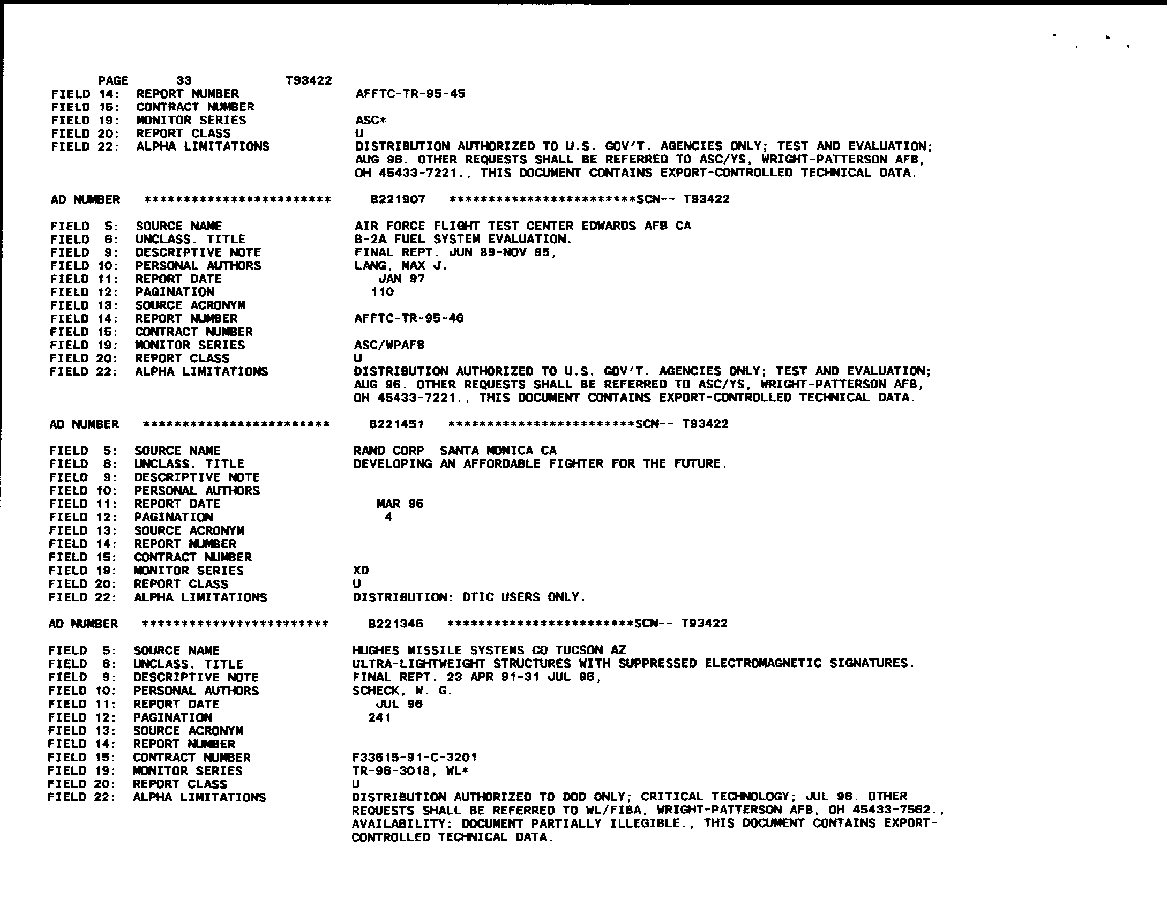 PAGE 33 T93422
FIELD 14: REPORT NUMBER AFFTC-TR-95-45
FIELD 15: CONTRACT NUMBER
FIELD 19: MONITOR SERIES ASC*
FIELD 20: REPORT CLASS U
FIELD 22: ALPHA LIMITATIONS DISTRIBUTION AUTHORIZED TO U.S. GOV'T. AGENCIES ONLY; TEST AND EVALUATION;
AUG 96. OTHER REQUESTS SHALL BE REFERRED TO ASC/YS, WRIGHT-PATTERSON AFB,
OH 45433-7221., THIS DOCUMENT CONTAINS EXPORT-CONTROLLED TECHNICAL DATA.
AD NUMBER ************************ B221907 ************************SCN-- T93422
FIELD 5: SOURCE NAME AIR FORCE FLIGHT TEST CENTER EDWARDS AFB CA
FIELD 6: UNCLASS. TITLE B-2A FUEL SYSTEM EVALUATION.
FIELD 9: DESCRIPTIVE NOTE FINAL REPT. JUN 89-NOV 95,
FIELD 10: PERSONAL AUTHORS LANG, MAX J.
FIELD 11: REPORT DATE JAN 97
FIELD 12: PAGINATION 110
FIELD 13: SOURCE ACRONYM
FIELD 14: REPORT NUMBER AFFTC-TR-95-46
FIELD 15: CONTRACT NUMBER
FIELD 19: MONITOR SERIES ASC/WPAFB
FIELD 20: REPORT CLASS U
FIELD 22: ALPHA LIMITATIONS DISTRIBUTION AUTHORIZED TO U.S. GOV'T. AGENCIES ONLY; TEST AND EVALUATION;
AUG 96. OTHER REQUESTS SHALL BE REFERRED TO ASC/YS, WRIGHT-PATTERSON AFB,
OH 45433-7221., THIS DOCUMENT CONTAINS EXPORT-CONTROLLED TECHNICAL DATA.
AD NUMBER ************************ B221451 ************************SCN-- T93422
FIELD 5: SOURCE NAME RAND CORP SANTA MONICA CA
FIELD 6: UNCLASS. TITLE DEVELOPING AN AFFORDABLE FIGHTER FOR THE FUTURE.
FIELD 9: DESCRIPTIVE NOTE
FIELD 10: PERSONAL AUTHORS
FIELD 11: REPORT DATE MAR 96
FIELD 12: PAGINATION 4
FIELD 13: SOURCE ACRONYM
FIELD 14: REPORT NUMBER
FIELD 15: CONTRACT NUMBER
FIELD 19: MONITOR SERIES XD
FIELD 20: REPORT CLASS U
FIELD 22: ALPHA LIMITATIONS DISTRIBUTION: DTIC USERS ONLY.
AD NUMBER ************************ B221346 ************************SCN-- T93422
FIELD 5: SOURCE NAME HUGHES MISSILE SYSTEMS CO TUCSON AZ
FIELD 6: UNCLASS. TITLE ULTRA-LIGHTWEIGHT STRUCTURES WITH SUPPRESSED ELECTROMAGNETIC SIGNATURES.
FIELD 9: DESCRIPTIVE NOTE FINAL REPT. 23 APR 91-31 JUL 96,
FIELD 10: PERSONAL AUTHORS SCHECK, W. G.
FIELD 11: REPORT DATE JUL 96
FIELD 12: PAGINATION 241
FIELD 13: SOURCE ACRONYM
FIELD 14: REPORT NUMBER
FIELD 15: CONTRACT NUMBER F33615-91-C-3201
FIELD 19: MONITOR SERIES TR-96-3018, WL*
FIELD 20: REPORT CLASS U
FIELD 22: ALPHA LIMITATIONS DISTRIBUTION AUTHORIZED TO DOD ONLY; CRITICAL TECHNOLOGY; JUL 96. OTHER
REQUESTS SHALL BE REFERRED TO WL/FIBA, WRIGHT-PATTERSON AFB, OH 45433-7562.,
AVAILABILITY: DOCUMENT PARTIALLY ILLEGIBLE., THIS DOCUMENT CONTAINS EXPORT-
CONTROLLED TECHNICAL DATA.